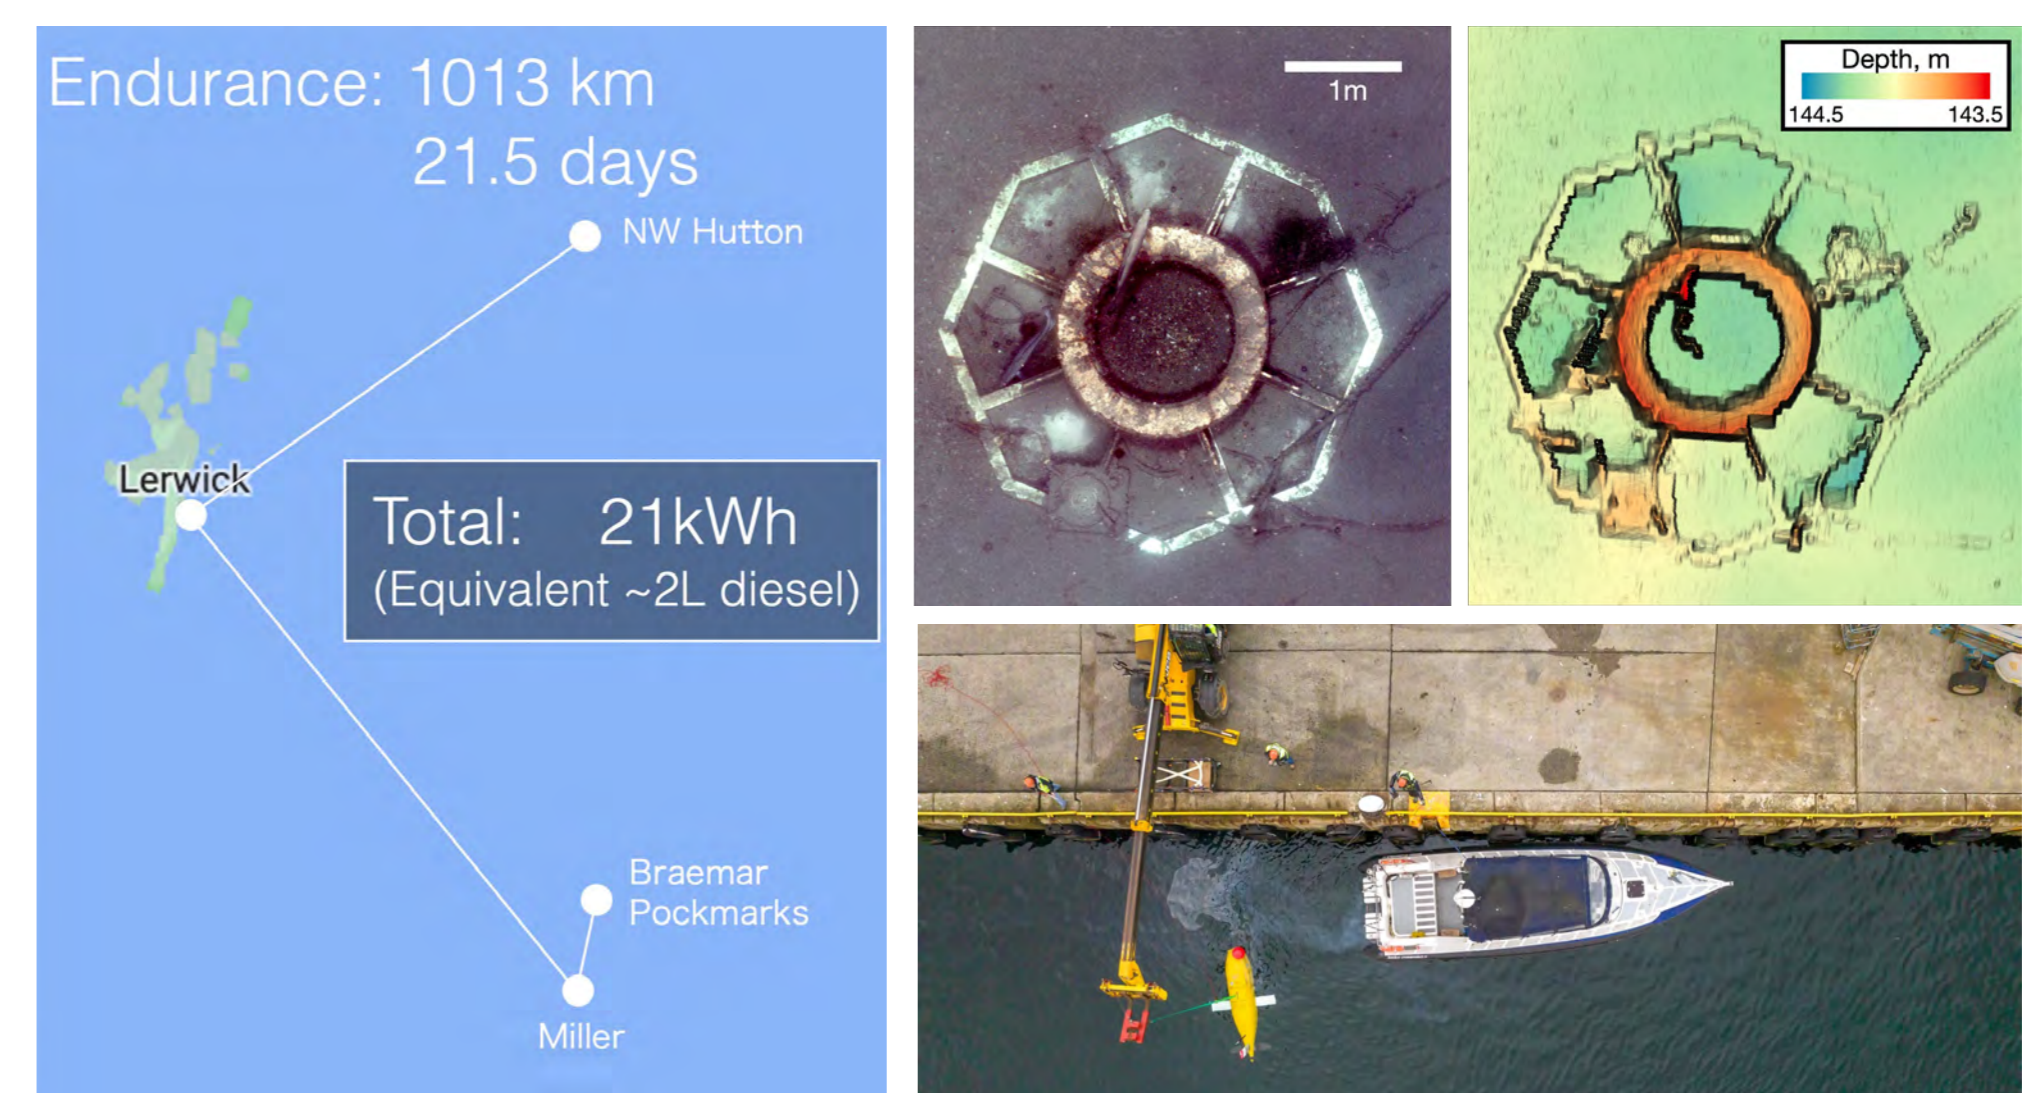 Endurance: 1013 km
21.5 days
NW Hutton
Lerwick
Total: 21kWh
(Equivalent ~2L diesel)
Braemar
Pockmarks
Miller
1m
Depth, m
144.5 143.5